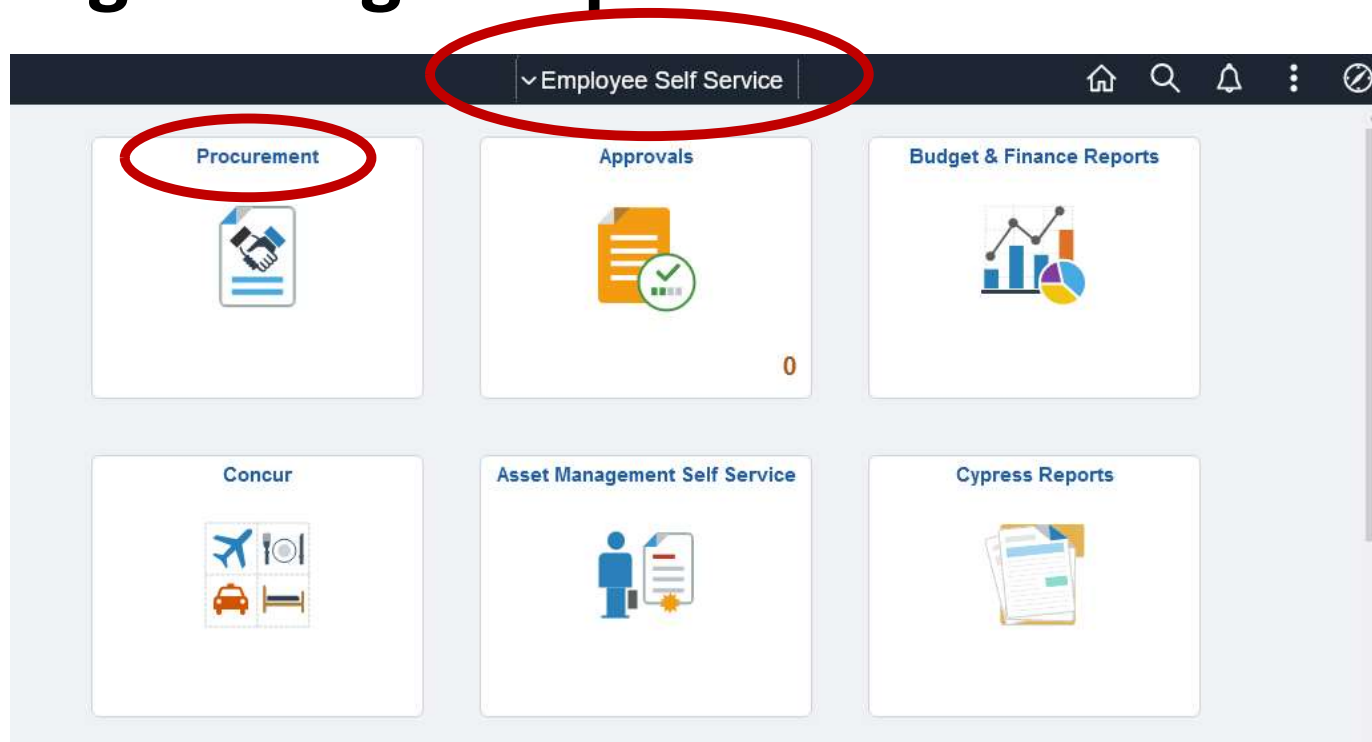 Employee Self Service
Procurement
Approvals
Budget & Finance Reports
0
Concur
Asset Management Self Service
Cypress Reports